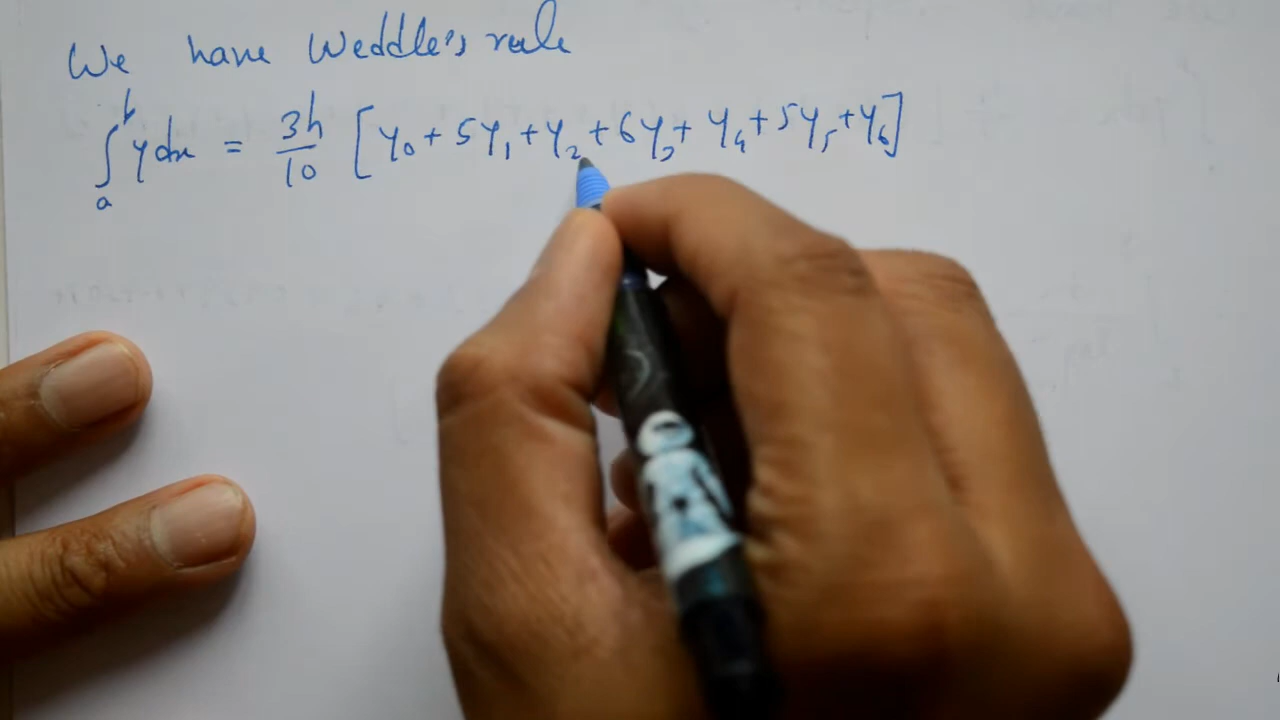 We have Weddle's rule
∫ₐᵇ y dx = 3h/10 [y₀ + 5y₁ + y₂ + 6y₃ + y₄ + 5y₅ + y₆]